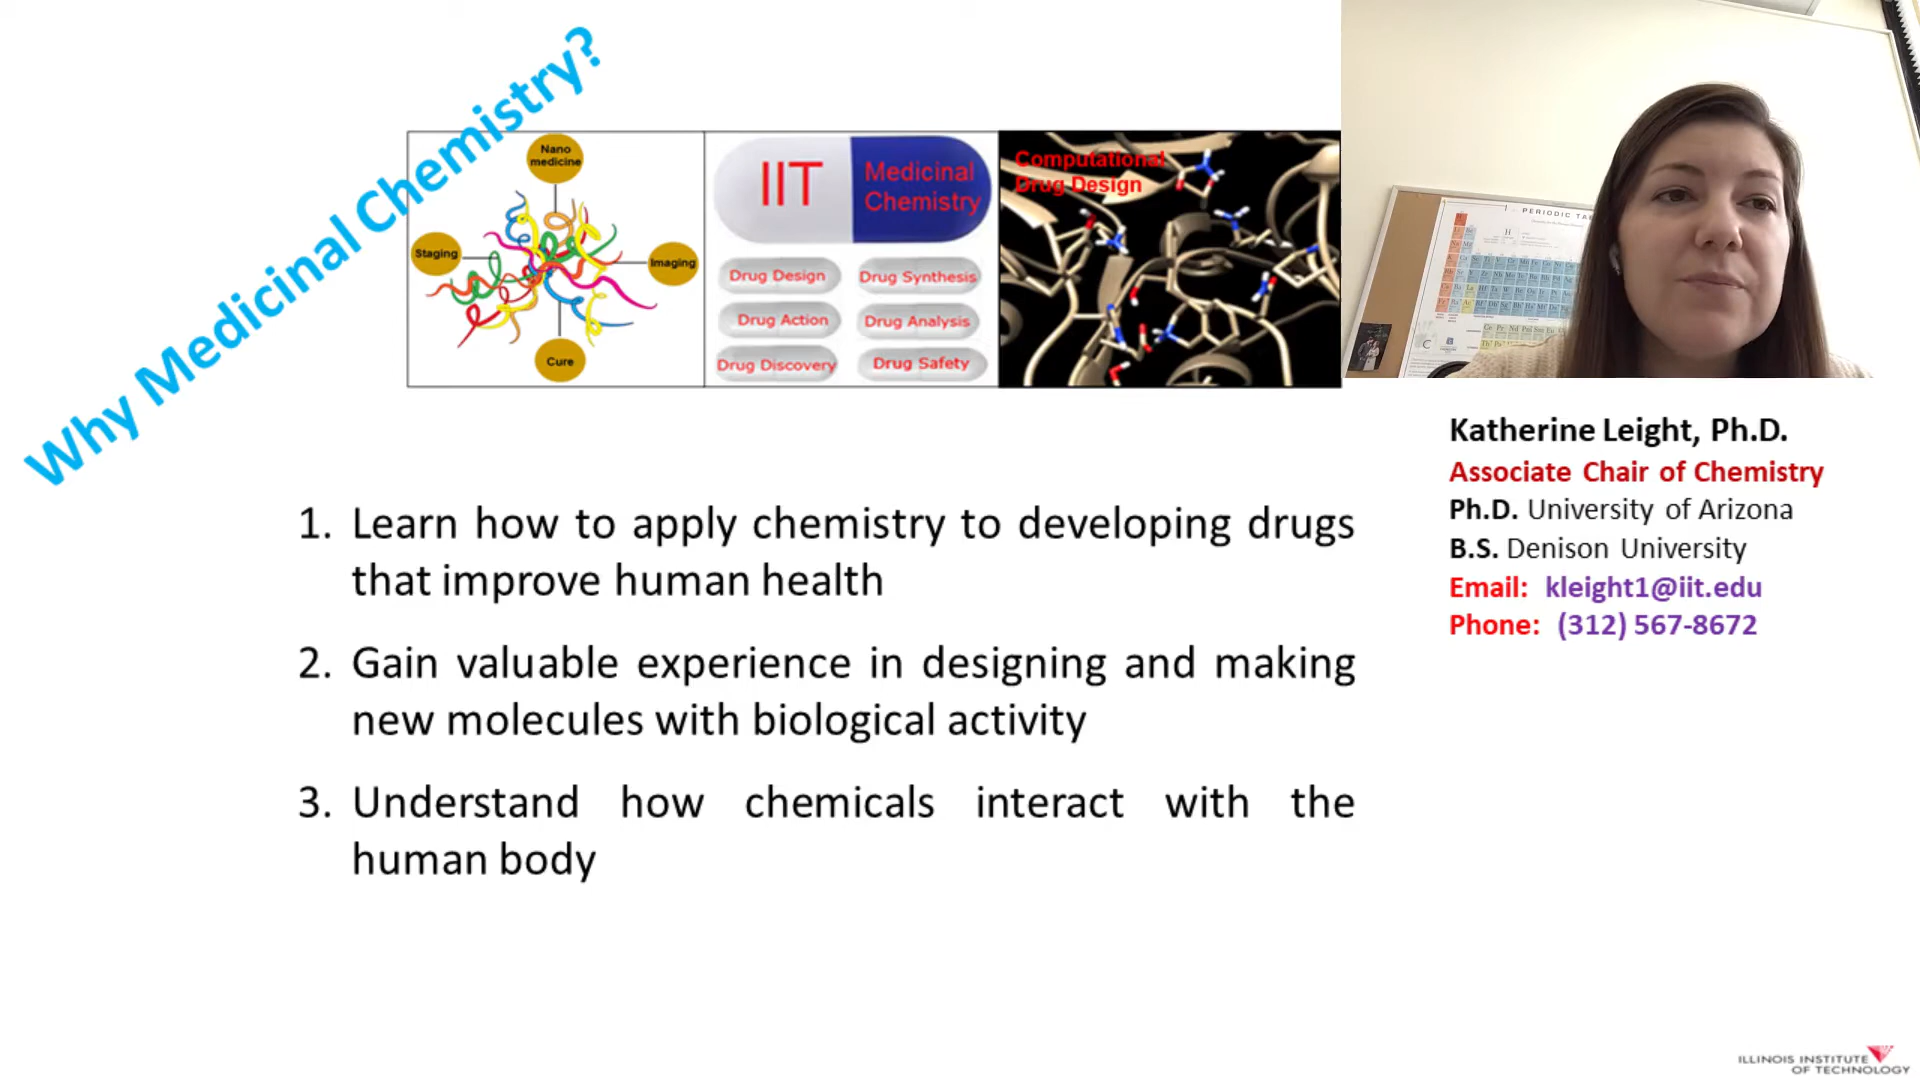 Why Medicinal Chemistry?
Nano
medicine
Staging
Imaging
Cure
IIT
Medicinal
Chemistry
Drug Design
Drug Synthesis
Drug Action
Drug Analysis
Drug Discovery
Drug Safety
Computational
Drug Design
Katherine Leight, Ph.D.
Associate Chair of Chemistry
Ph.D. University of Arizona
B.S. Denison University
Email: kleight1@iit.edu
Phone: (312) 567-8672
1. Learn how to apply chemistry to developing drugs
that improve human health
2. Gain valuable experience in designing and making
new molecules with biological activity
3. Understand how chemicals interact with the
human body
ILLINOIS INSTITUTE
OF TECHNOLOGY